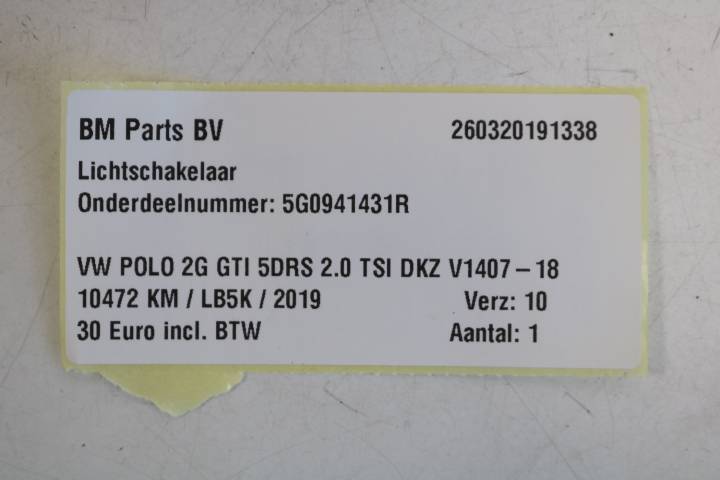 BM Parts BV 260320191338
Lichtschakelaar
Onderdeelnummer: 5G0941431R
VW POLO 2G GTI 5DRS 2.0 TSI DKZ V1407 – 18
10472 KM / LB5K / 2019 Verz: 10
30 Euro incl. BTW Aantal: 1